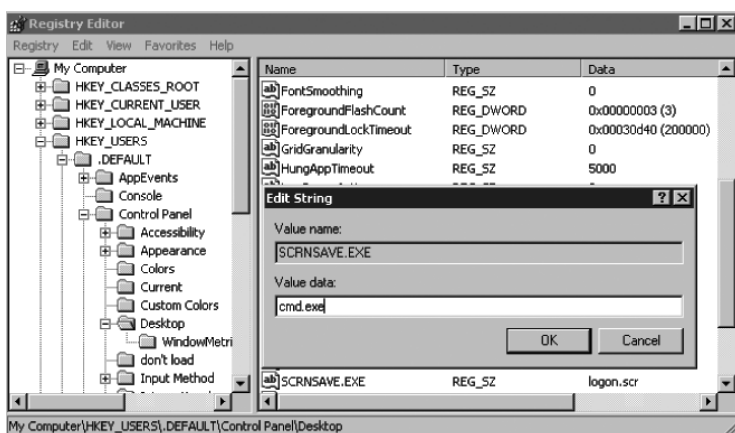 Registry Editor
Registry Edit View Favorites Help
My Computer
HKEY_CLASSES_ROOT
HKEY_CURRENT_USER
HKEY_LOCAL_MACHINE
HKEY_USERS
.DEFAULT
AppEvents
Console
Control Panel
Accessibility
Appearance
Colors
Current
Custom Colors
Desktop
WindowMetri
don't load
Input Method
Name Type Data
FontSmoothing REG_SZ 0
ForegroundFlashCount REG_DWORD 0x00000003 (3)
ForegroundLockTimeout REG_DWORD 0x00030d40 (200000)
GridGranularity REG_SZ 0
HungAppTimeout REG_SZ 5000
Edit String
Value name:
SCRNSAVE.EXE
Value data:
cmd.exe
OK Cancel
SCRNSAVE.EXE REG_SZ logon.scr
My Computer\HKEY_USERS\.DEFAULT\Control Panel\Desktop